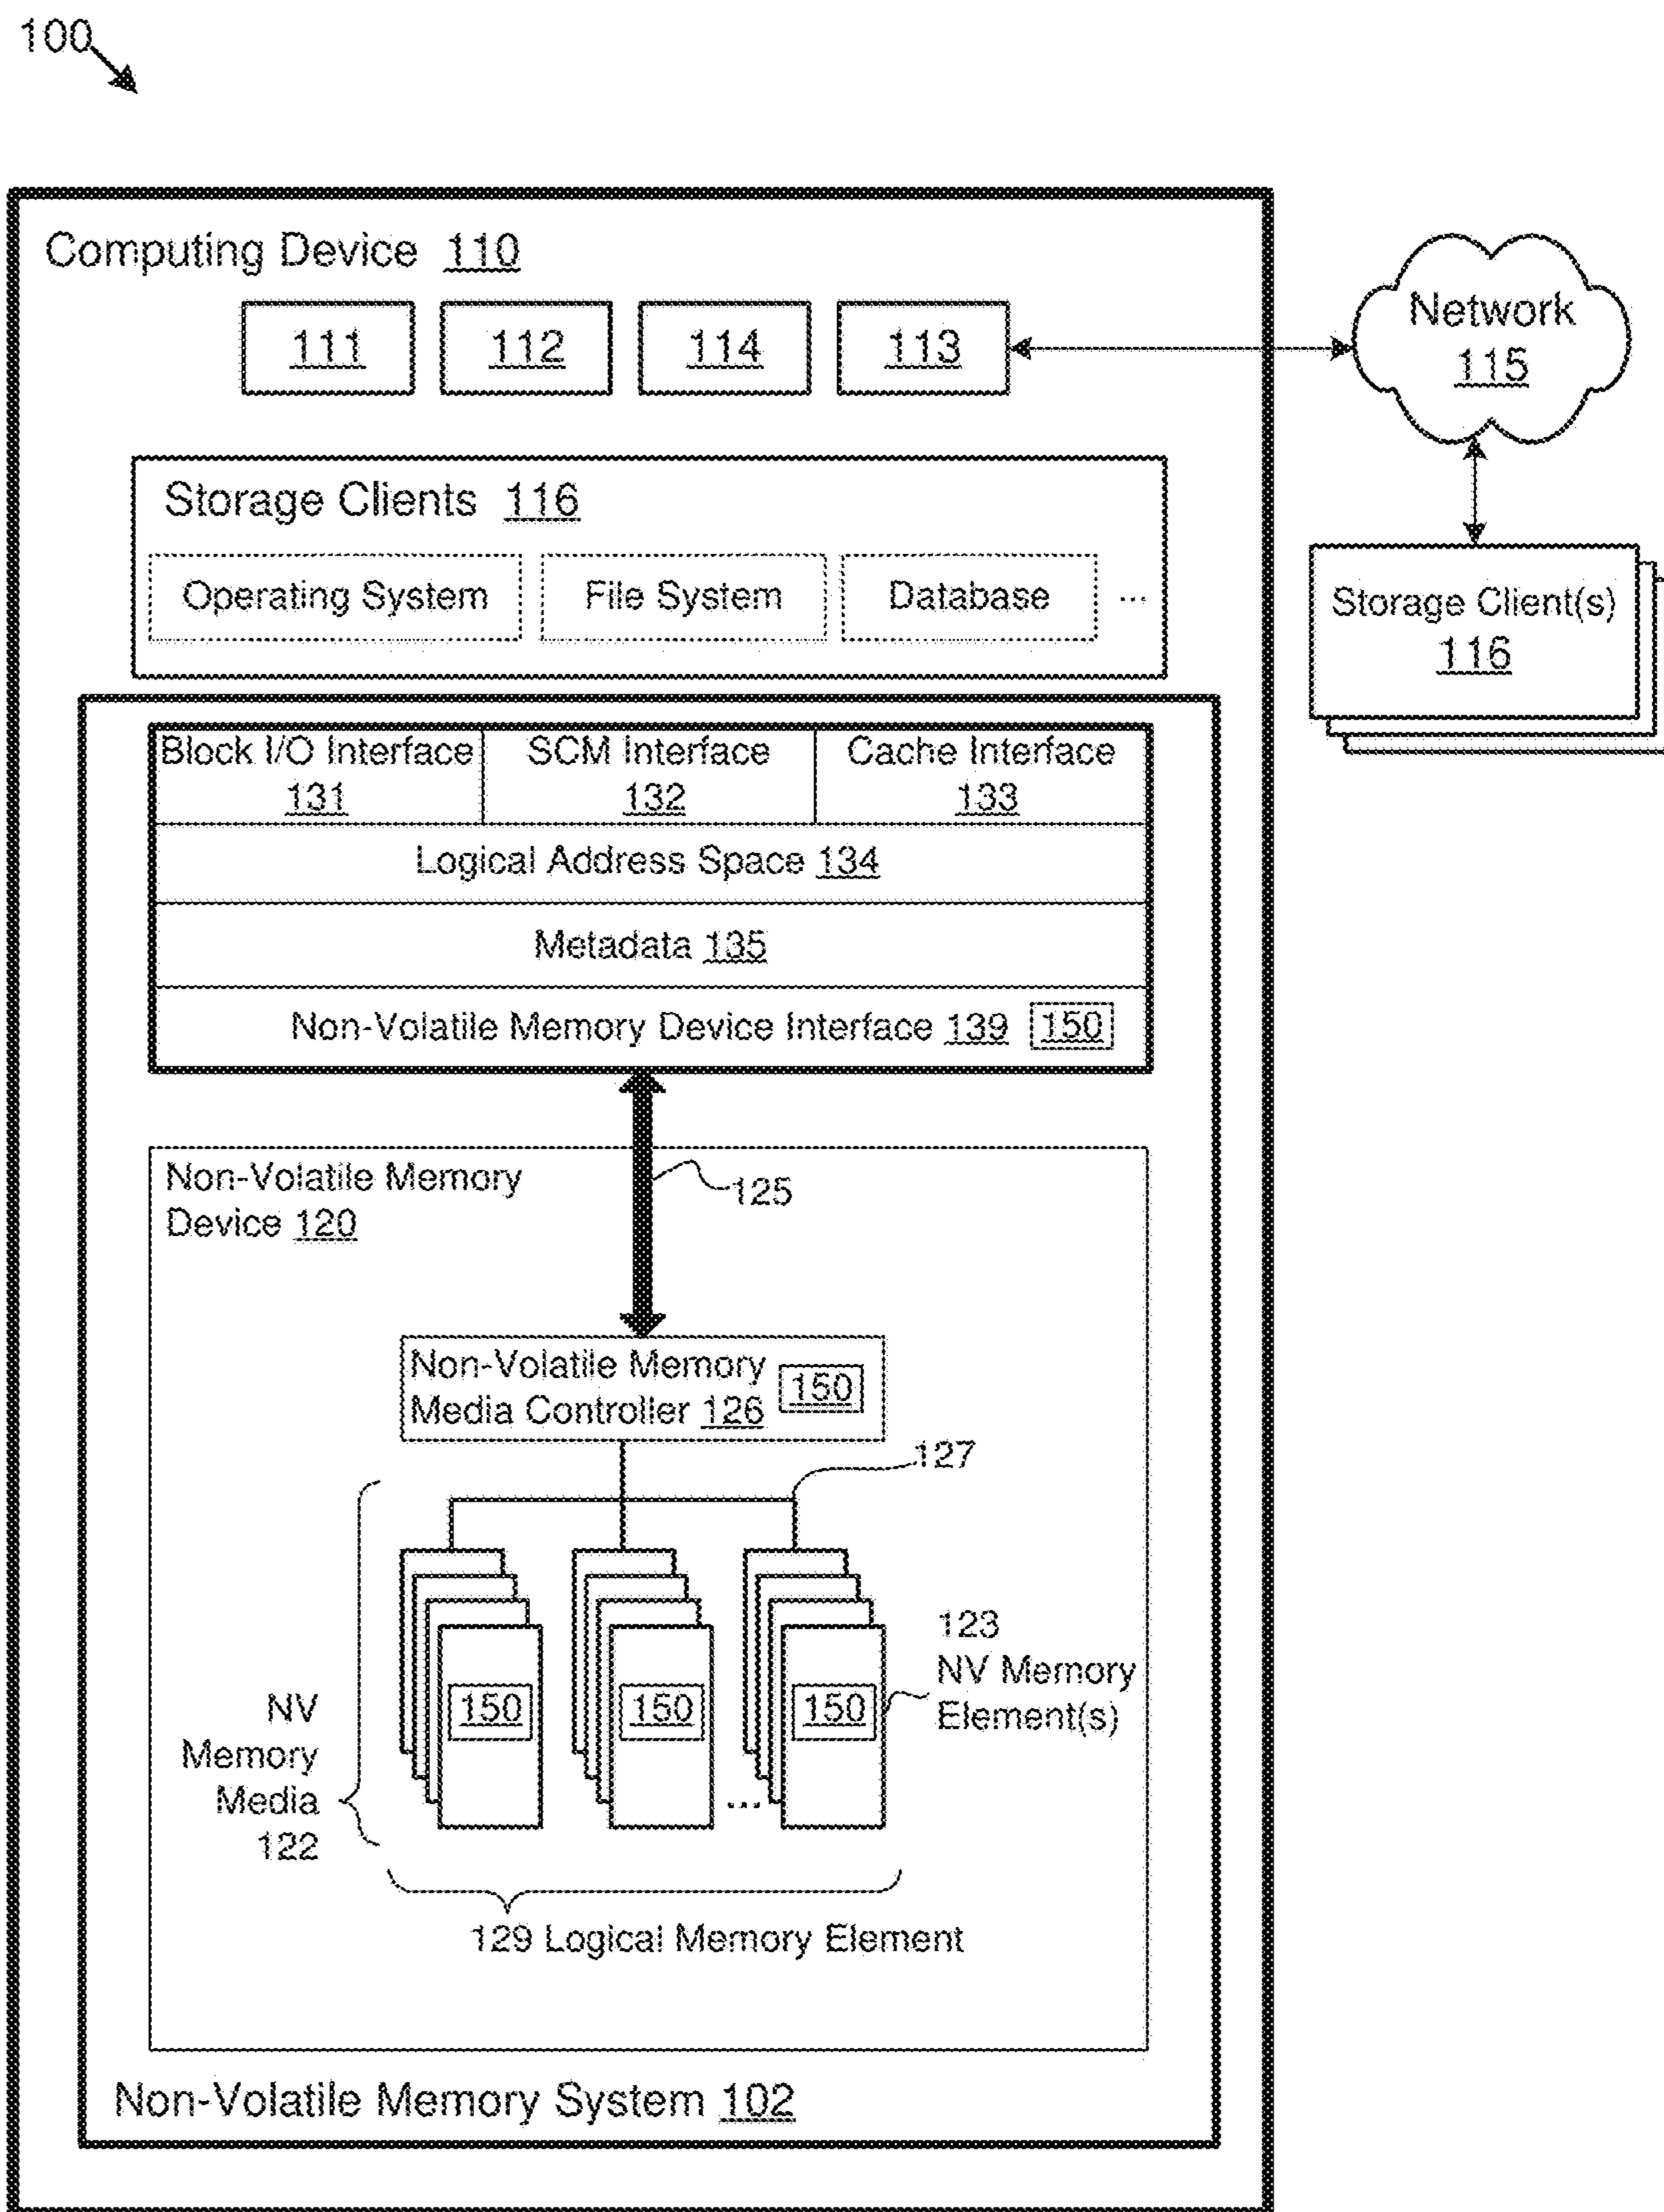 100
Computing Device 110
111 112 114 113
Network
115
Storage Clients 116
Operating System File System Database ...
Storage Client(s)
116
Block I/O Interface
131
SCM Interface
132
Cache Interface
133
Logical Address Space 134
Metadata 135
Non-Volatile Memory Device Interface 139 150
Non-Volatile Memory
Device 120
125
Non-Volatile Memory
Media Controller 126
150
127
123
NV Memory
Element(s)
150 150 150
...
NV
Memory
Media
122
129 Logical Memory Element
Non-Volatile Memory System 102